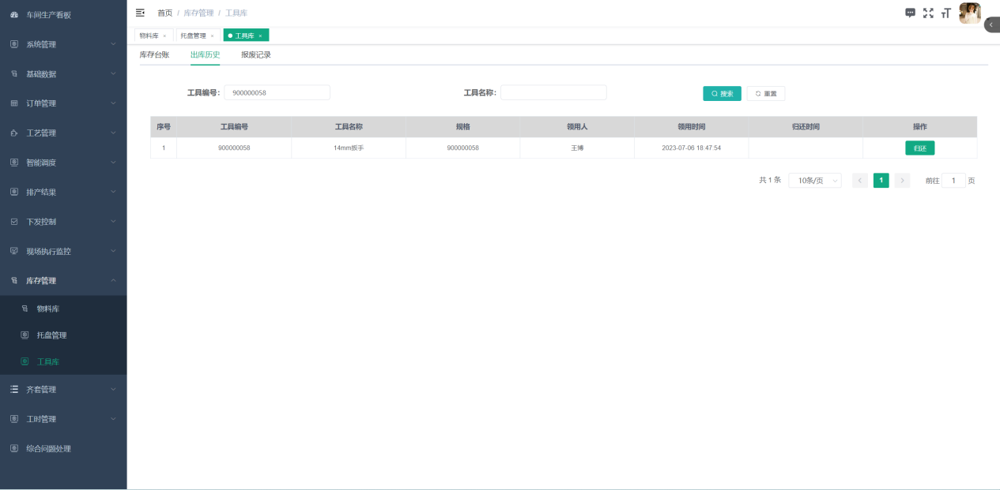 车间生产看板
系统管理
基础数据
订单管理
工艺管理
智能调度
排产结果
下发控制
现场执行监控
库存管理
物料库
托盘管理
工具库
齐套管理
工时管理
综合问题处理
首页 / 库存管理 / 工具库
物料库 × 托盘管理 × 工具库 ×
库存台账 出库历史 报废记录
工具编号: 900000058 工具名称: 搜索 重置
序号 工具编号 工具名称 规格 领用人 领用时间 归还时间 操作
1 900000058 14mm扳手 900000058 王博 2023-07-06 18:47:54 归还
共 1 条 10条/页 1 前往 1 页